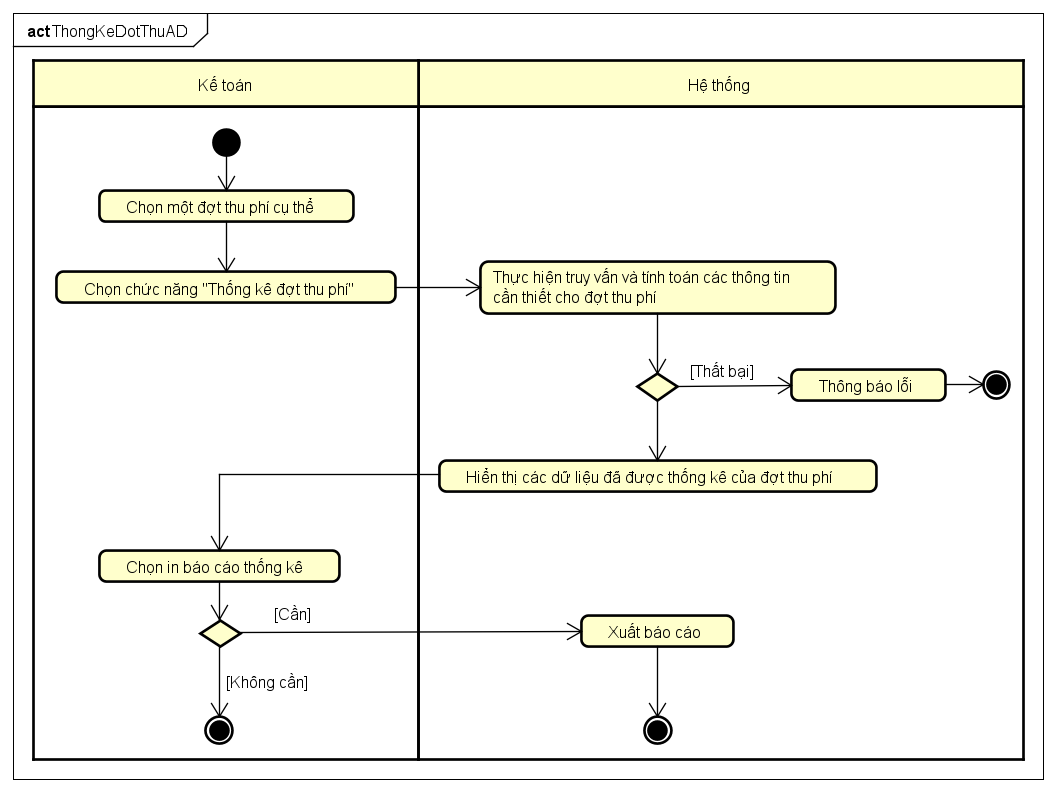 act ThongKeDotThuAD
Kế toán
Hệ thống
Chọn một đợt thu phí cụ thể
Chọn chức năng "Thống kê đợt thu phí"
Thực hiện truy vấn và tính toán các thông tin
cần thiết cho đợt thu phí
[Thất bại]
Thông báo lỗi
Hiển thị các dữ liệu đã được thống kê của đợt thu phí
Chọn in báo cáo thống kê
[Cần]
Xuất báo cáo
[Không cần]